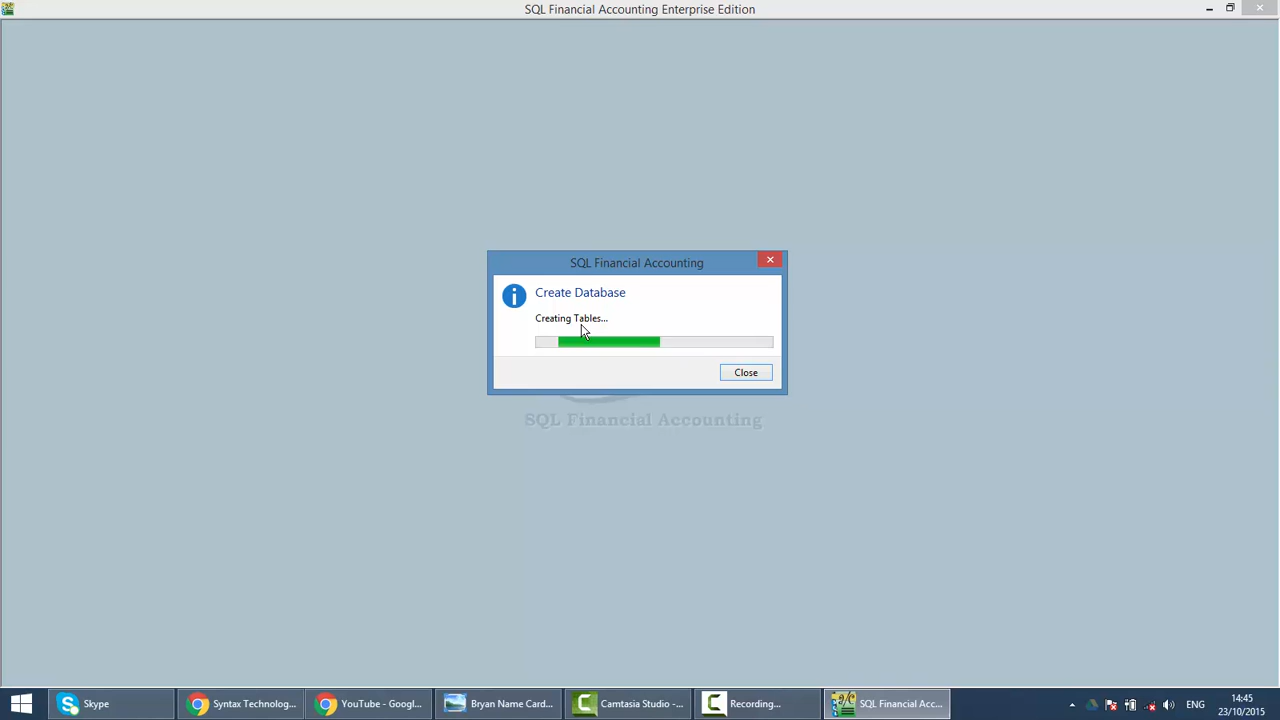 SQL Financial Accounting Enterprise Edition
SQL Financial Accounting
Create Database
Creating Tables...
Close
SQL Financial Accounting
Skype
Syntax Technolog...
YouTube - Googl...
Bryan Name Card...
Camtasia Studio -...
Recording...
SQL Financial Acc...
ENG
14:45
23/10/2015